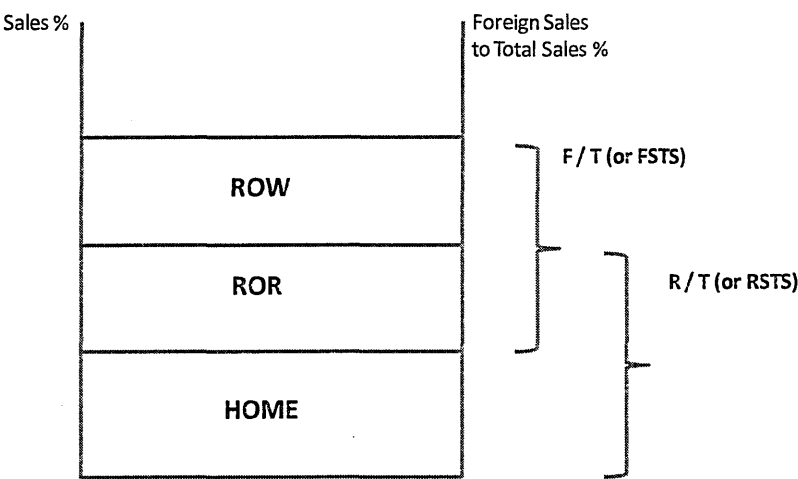 Sales %
Foreign Sales
to Total Sales %
F / T (or FSTS)
ROW
R / T (or RSTS)
ROR
HOME